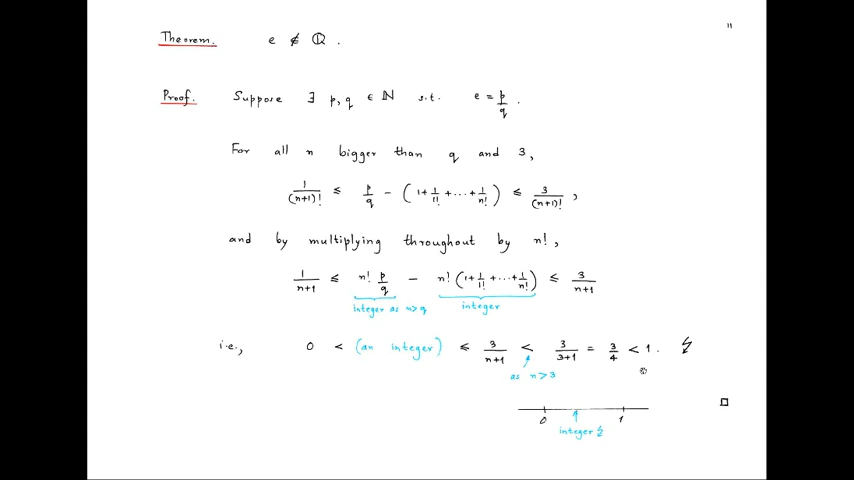 11
Theorem. e ∉ ℚ.
Proof. Suppose ∃ p, q ∈ ℕ s.t. e = p/q.
For all n bigger than q and 3,
1/(n+1)! ≤ p/q − (1 + 1/1! + ... + 1/n!) ≤ 3/(n+1)! ,
and by multiplying throughout by n!,
1/(n+1) ≤ n! p/q − n! (1 + 1/1! + ... + 1/n!) ≤ 3/(n+1)
integer as n>q integer
i.e., 0 < (an integer) ≤ 3/(n+1) < 3/(3+1) = 3/4 < 1. ↯
as n>3
□
0 1
integer ↯